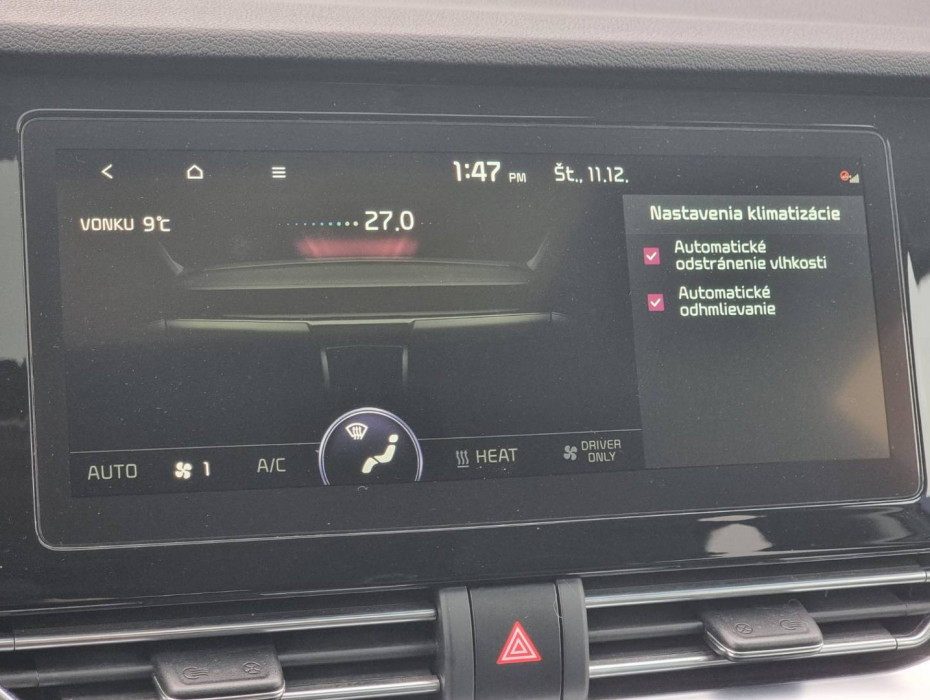 1:47 PM Št., 11.12.
VONKU 9°C
27.0
Nastavenia klimatizácie
Automatické
odstránenie vlhkosti
Automatické
odhmlievanie
AUTO 1 A/C HEAT DRIVER
ONLY